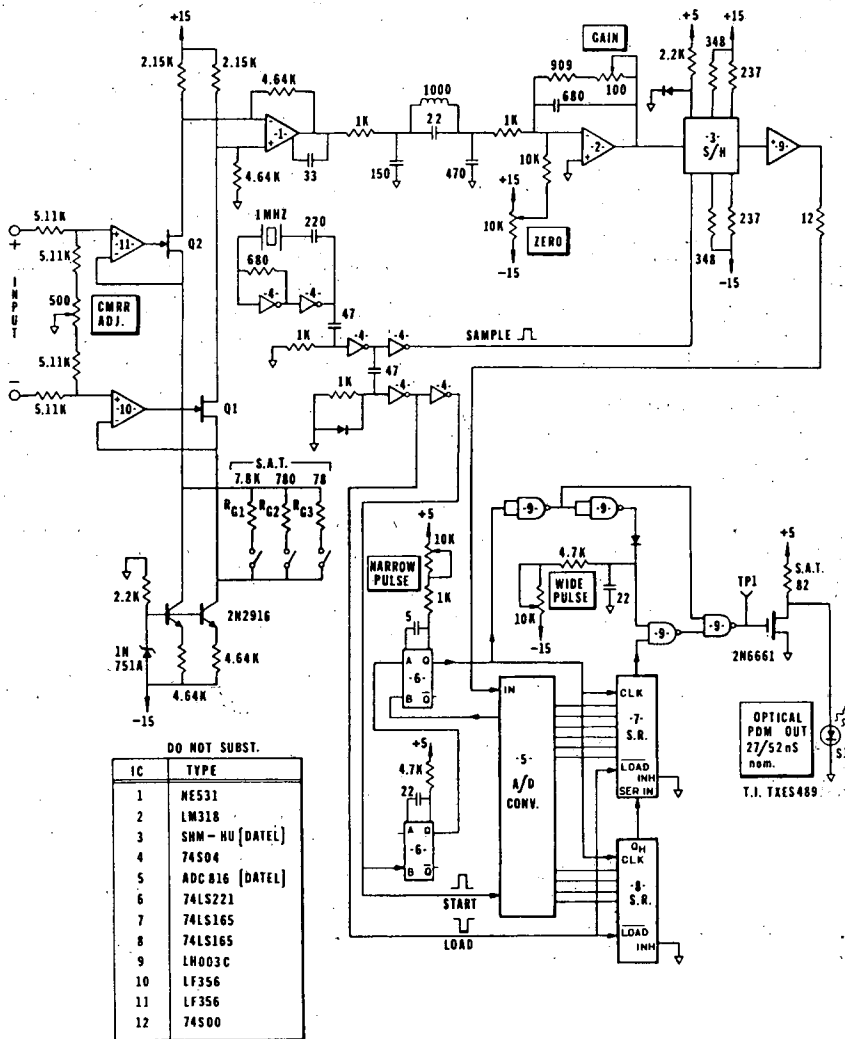 +15
2.15K
2.15K
4.64K
-
+
-1-
33
4.64K
1K
1000
22
150
470
1K
GAIN
909
100
680
-
+
-2-
10K
+15
10K
ZERO
-15
+5
+15
2.2K
348
237
-3-
S/H
+
-9-
237
348
-15
12
INPUT
+
5.11K
-11-
Q2
5.11K
500
CMRR
ADJ.
5.11K
−
5.11K
+
-
-10-
Q1
1MHZ
220
680
-4-
-4-
47
1K
-4-
-4-
SAMPLE
47
1K
-4-
-4-
S.A.T.
7.8K
780
78
RG1
RG2
RG3
2.2K
1N
751A
2N2916
4.64K
4.64K
-15
+5
10K
NARROW
PULSE
1K
5
A
Q
-6-
B
Q̅
+5
4.7K
22
A
Q
-6-
B
Q̅
START
LOAD
IN
-5-
A/D
CONV.
-9-
-9-
4.7K
WIDE
PULSE
22
10K
-15
-9-
-9-
TP1
+5
S.A.T.
82
2N6661
CLK
-7-
S.R.
LOAD
INH
SER IN
QH
CLK
-8-
S.R.
LOAD
INH
OPTICAL
PDM OUT
27/52nS
nom.
T.I. TXES489
DO NOT SUBST.
IC TYPE
1 NE531
2 LM318
3 SHM-HU [DATEL]
4 74S04
5 ADC 816 [DATEL]
6 74LS221
7 74LS165
8 74LS165
9 LH003C
10 LF356
11 LF356
12 74S00